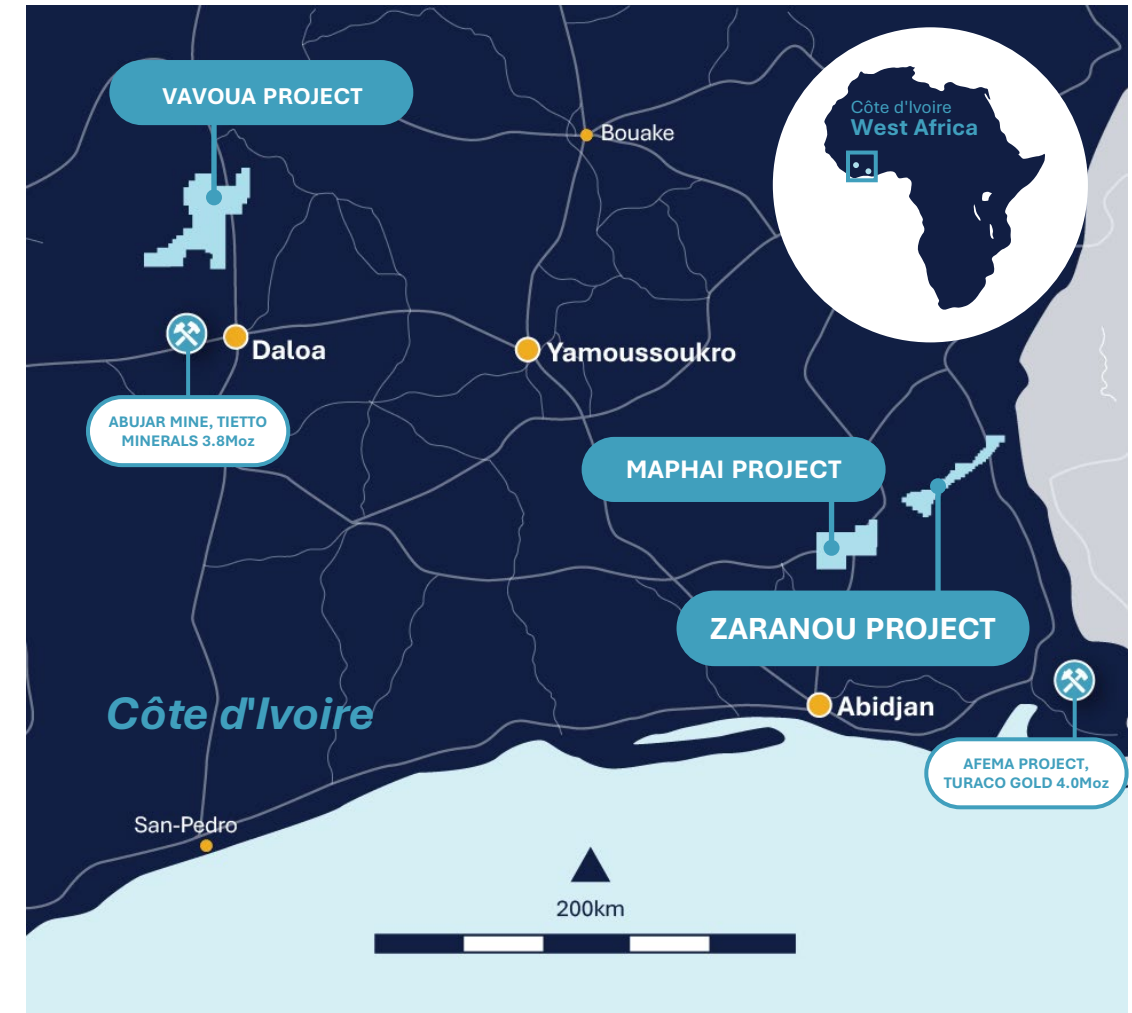 VAVOUA PROJECT
Côte d'Ivoire
West Africa
Bouake
Daloa
Yamoussoukro
ABUJAR MINE, TIETTO
MINERALS 3.8Moz
MAPHAI PROJECT
ZARANOU PROJECT
Côte d'Ivoire
Abidjan
AFEMA PROJECT,
TURACO GOLD 4.0Moz
San-Pedro
200km